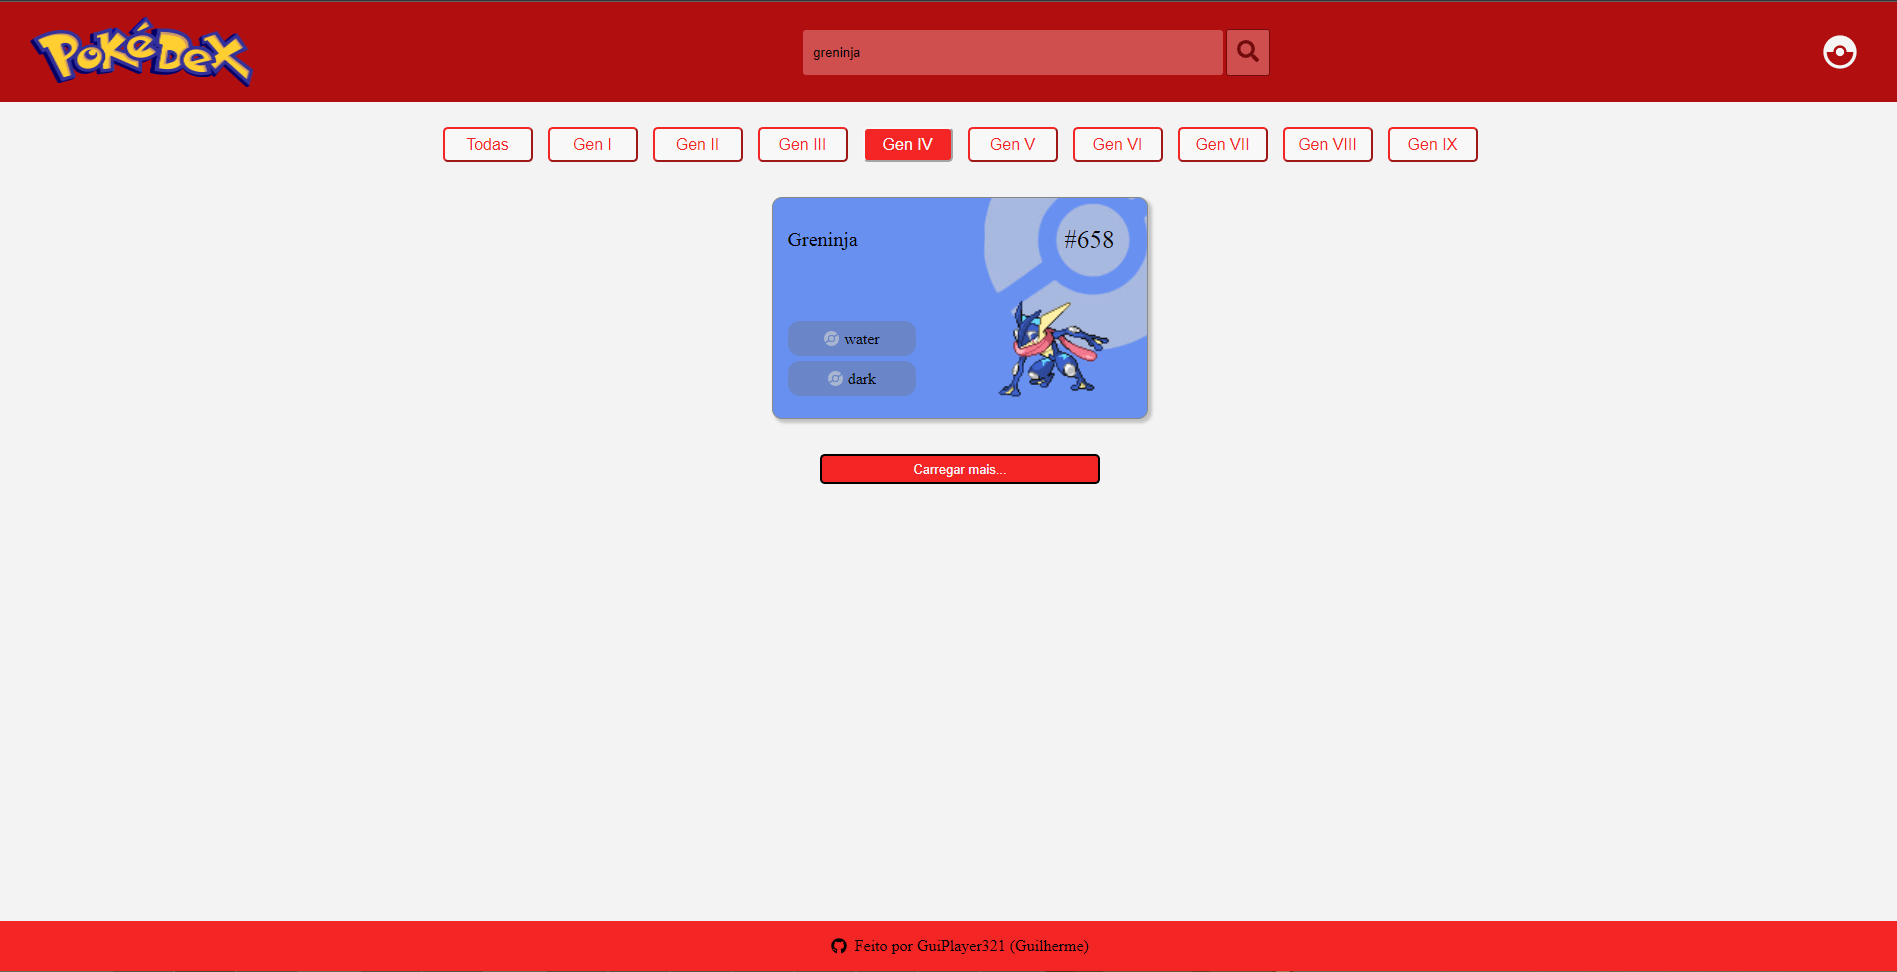 PoKéDeX
greninja
Todas
Gen I
Gen II
Gen III
Gen IV
Gen V
Gen VI
Gen VII
Gen VIII
Gen IX
Greninja
#658
water
dark
Carregar mais...
Feito por GuiPlayer321 (Guilherme)